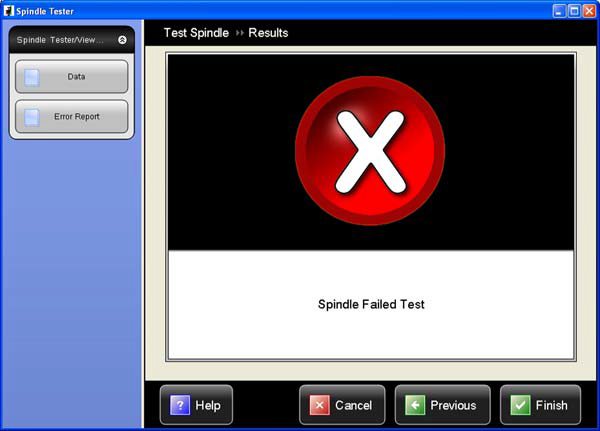 Spindle Tester
Spindle Tester/View...
Data
Error Report
Test Spindle
Results
Spindle Failed Test
? Help
Cancel
Previous
Finish